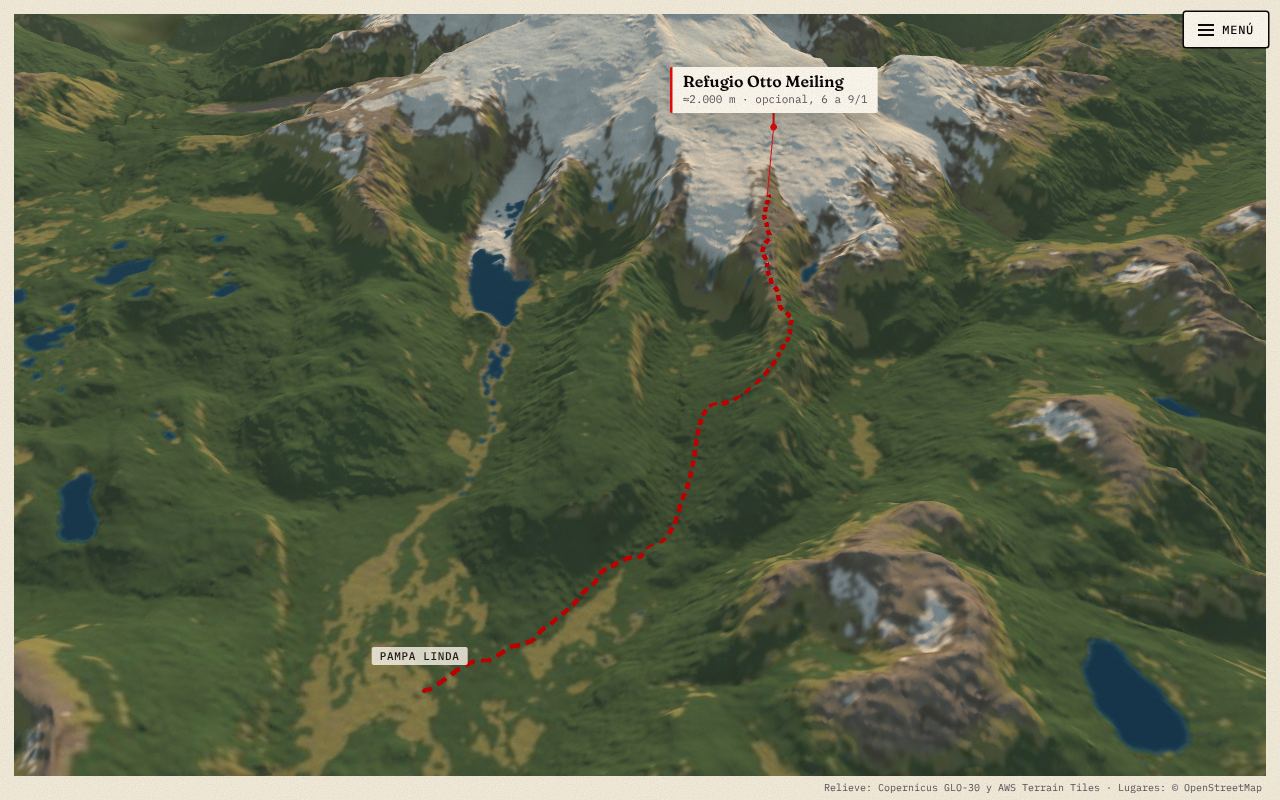 MENÚ
Refugio Otto Meiling
≈2.000 m · opcional, 6 a 9/1
PAMPA LINDA
Relieve: Copernicus GLO-30 y AWS Terrain Tiles · Lugares: © OpenStreetMap